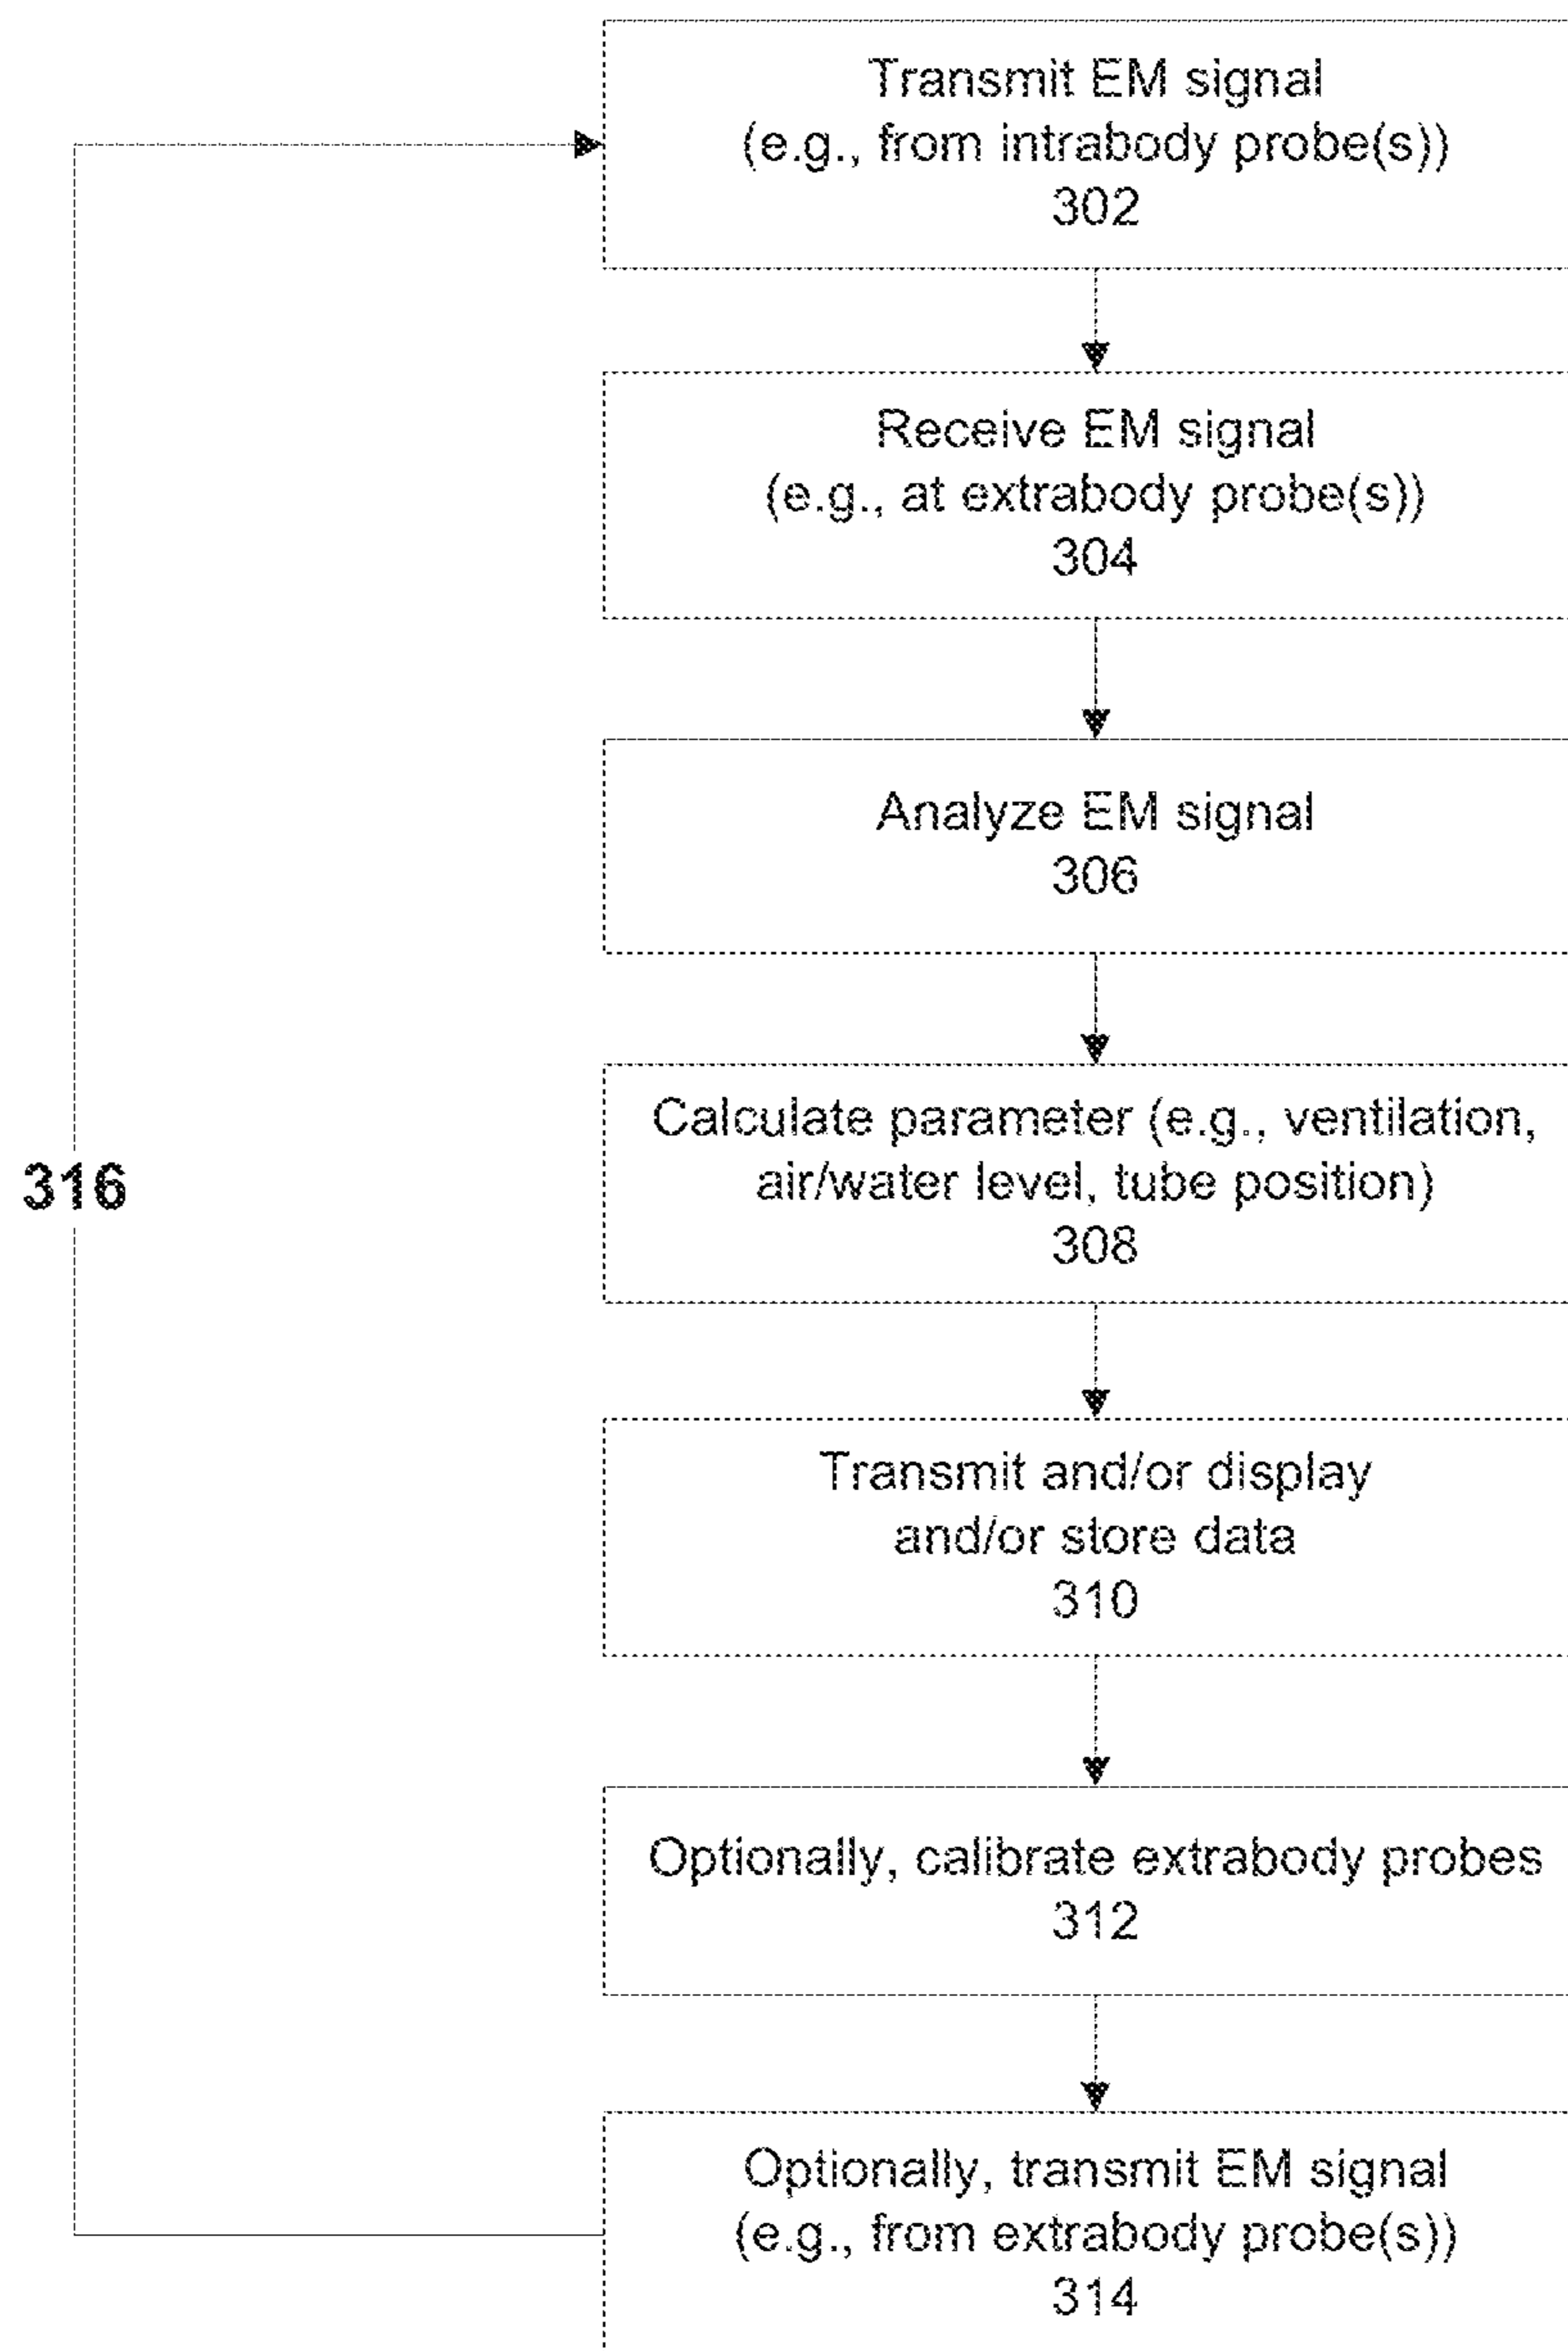 Transmit EM signal
(e.g., from intrabody probe(s))
302
Receive EM signal
(e.g., at extrabody probe(s))
304
Analyze EM signal
306
Calculate parameter (e.g., ventilation,
air/water level, tube position)
308
316
Transmit and/or display
and/or store data
310
Optionally, calibrate extrabody probes
312
Optionally, transmit EM signal
(e.g., from extrabody probe(s))
314